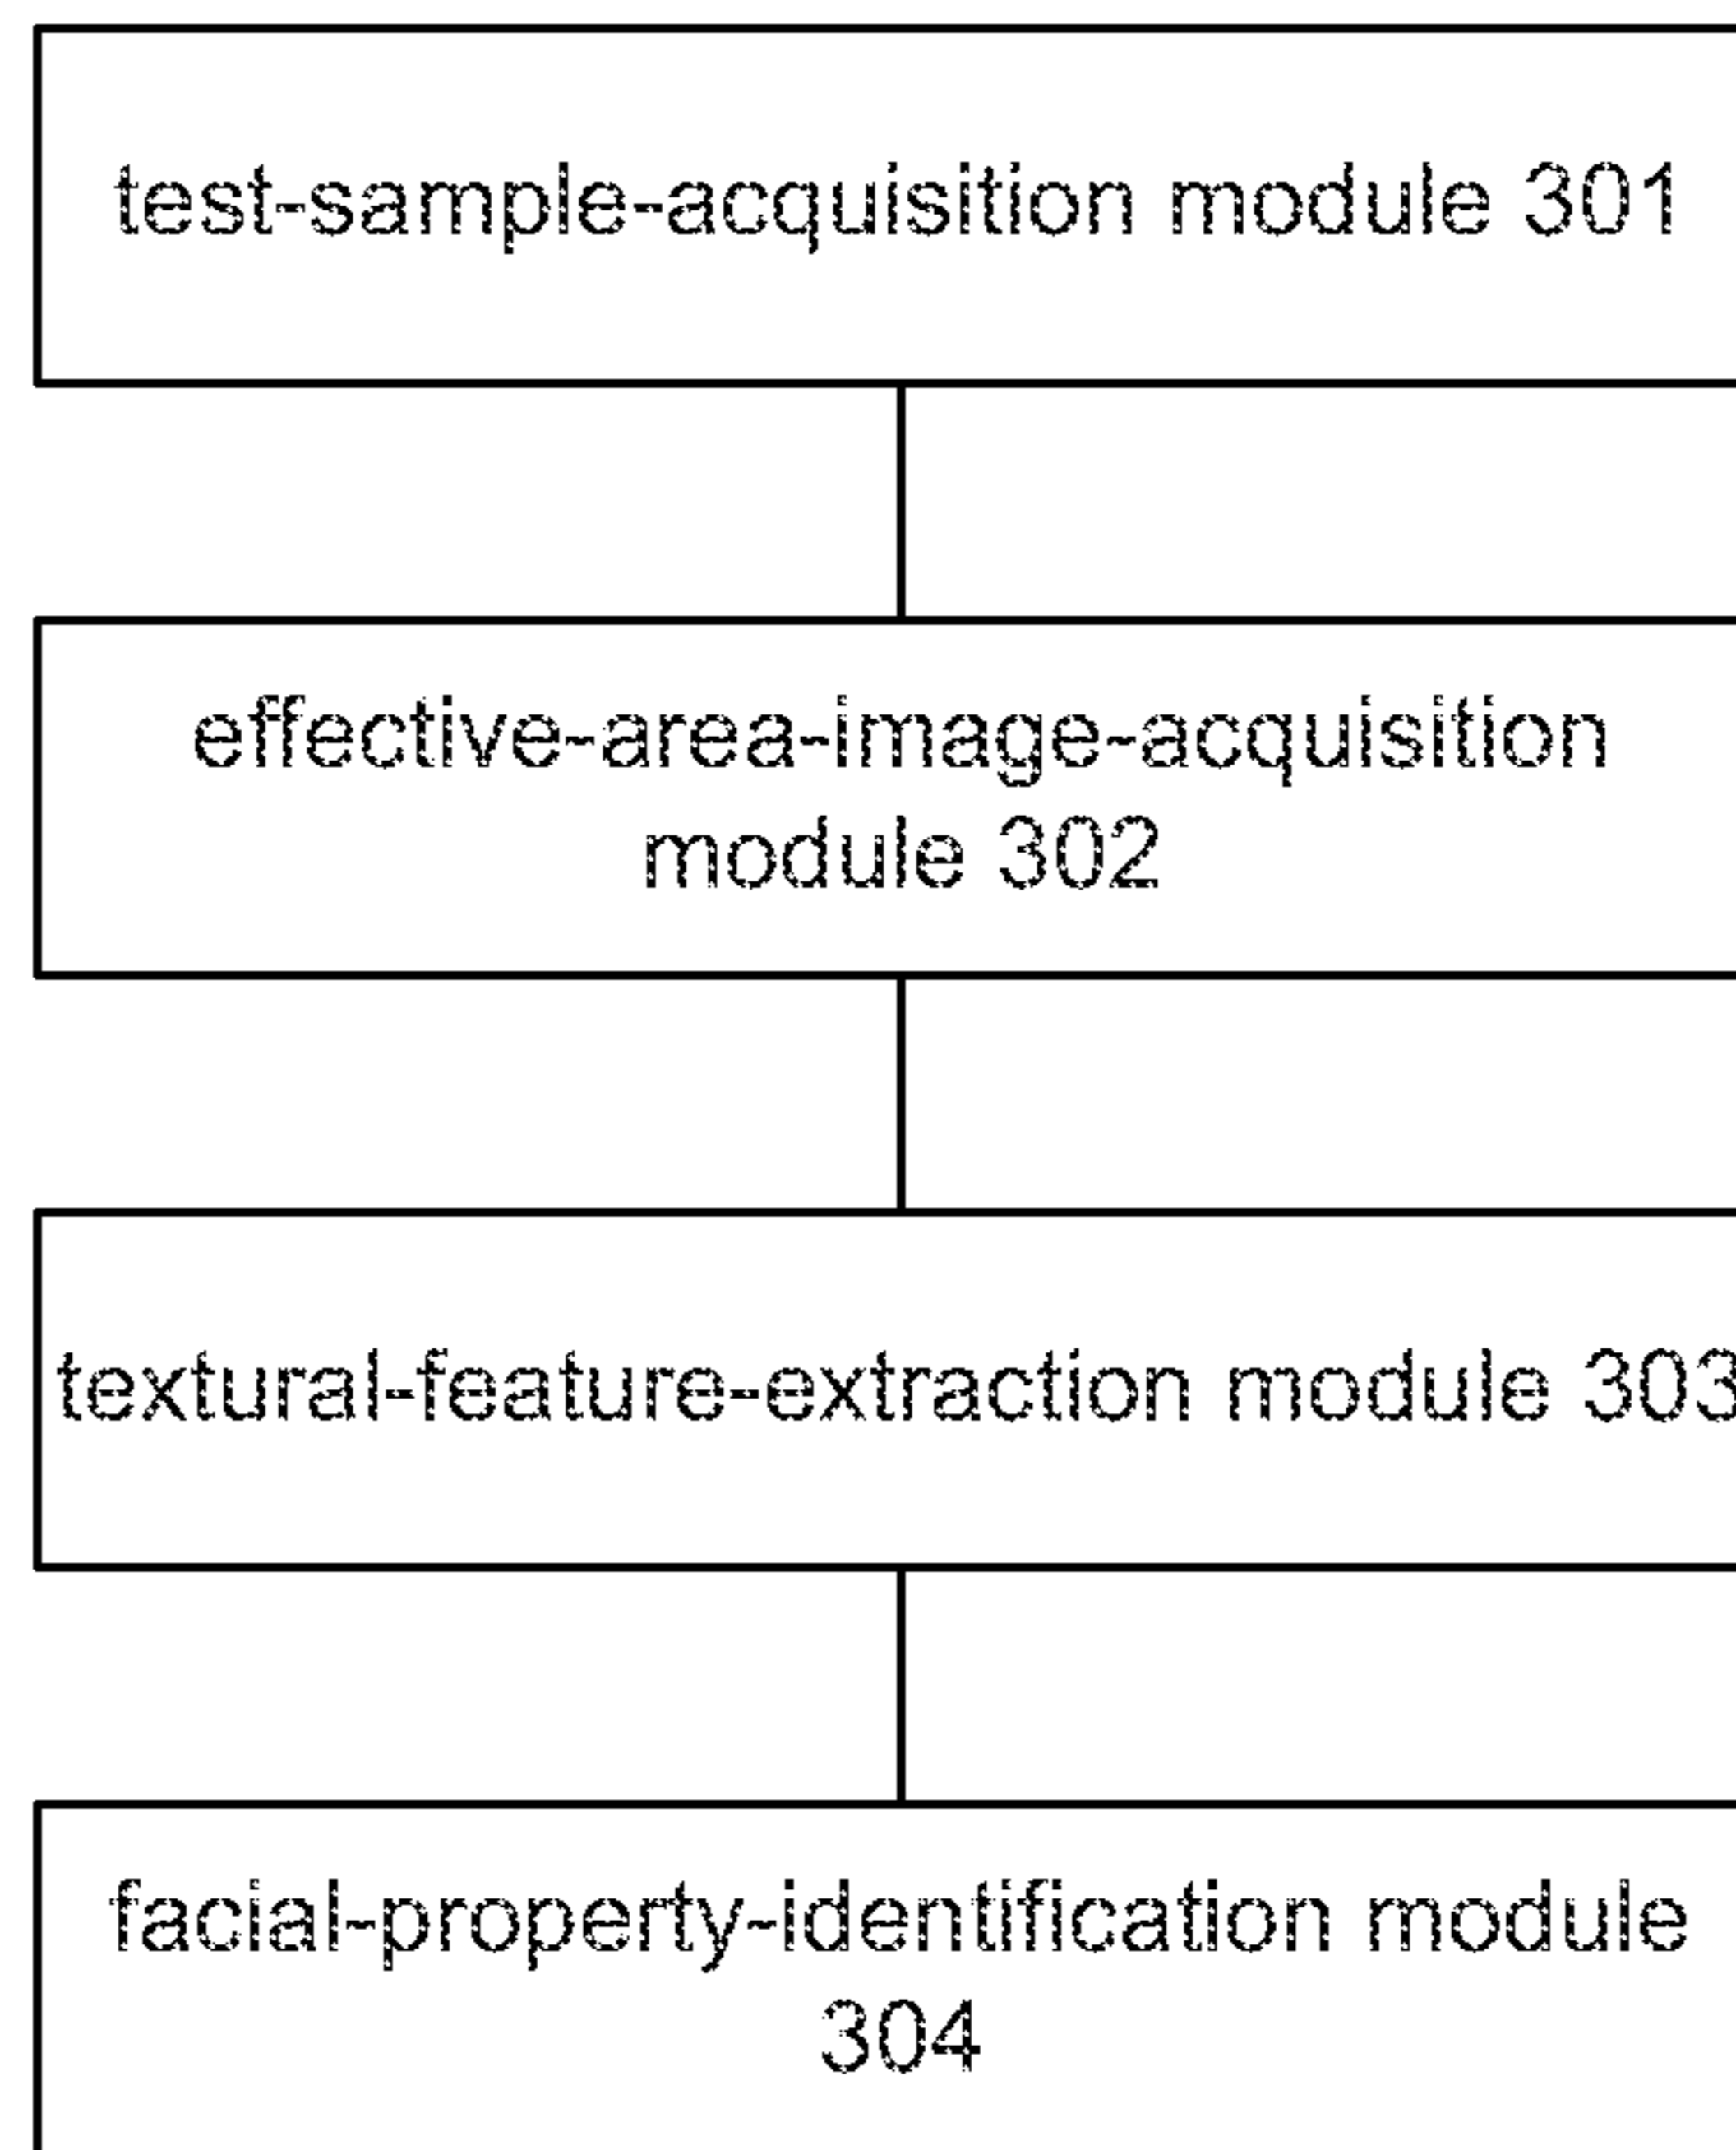 test-sample-acquisition module 301
effective-area-image-acquisition
module 302
textural-feature-extraction module 303
facial-property-identification module
304